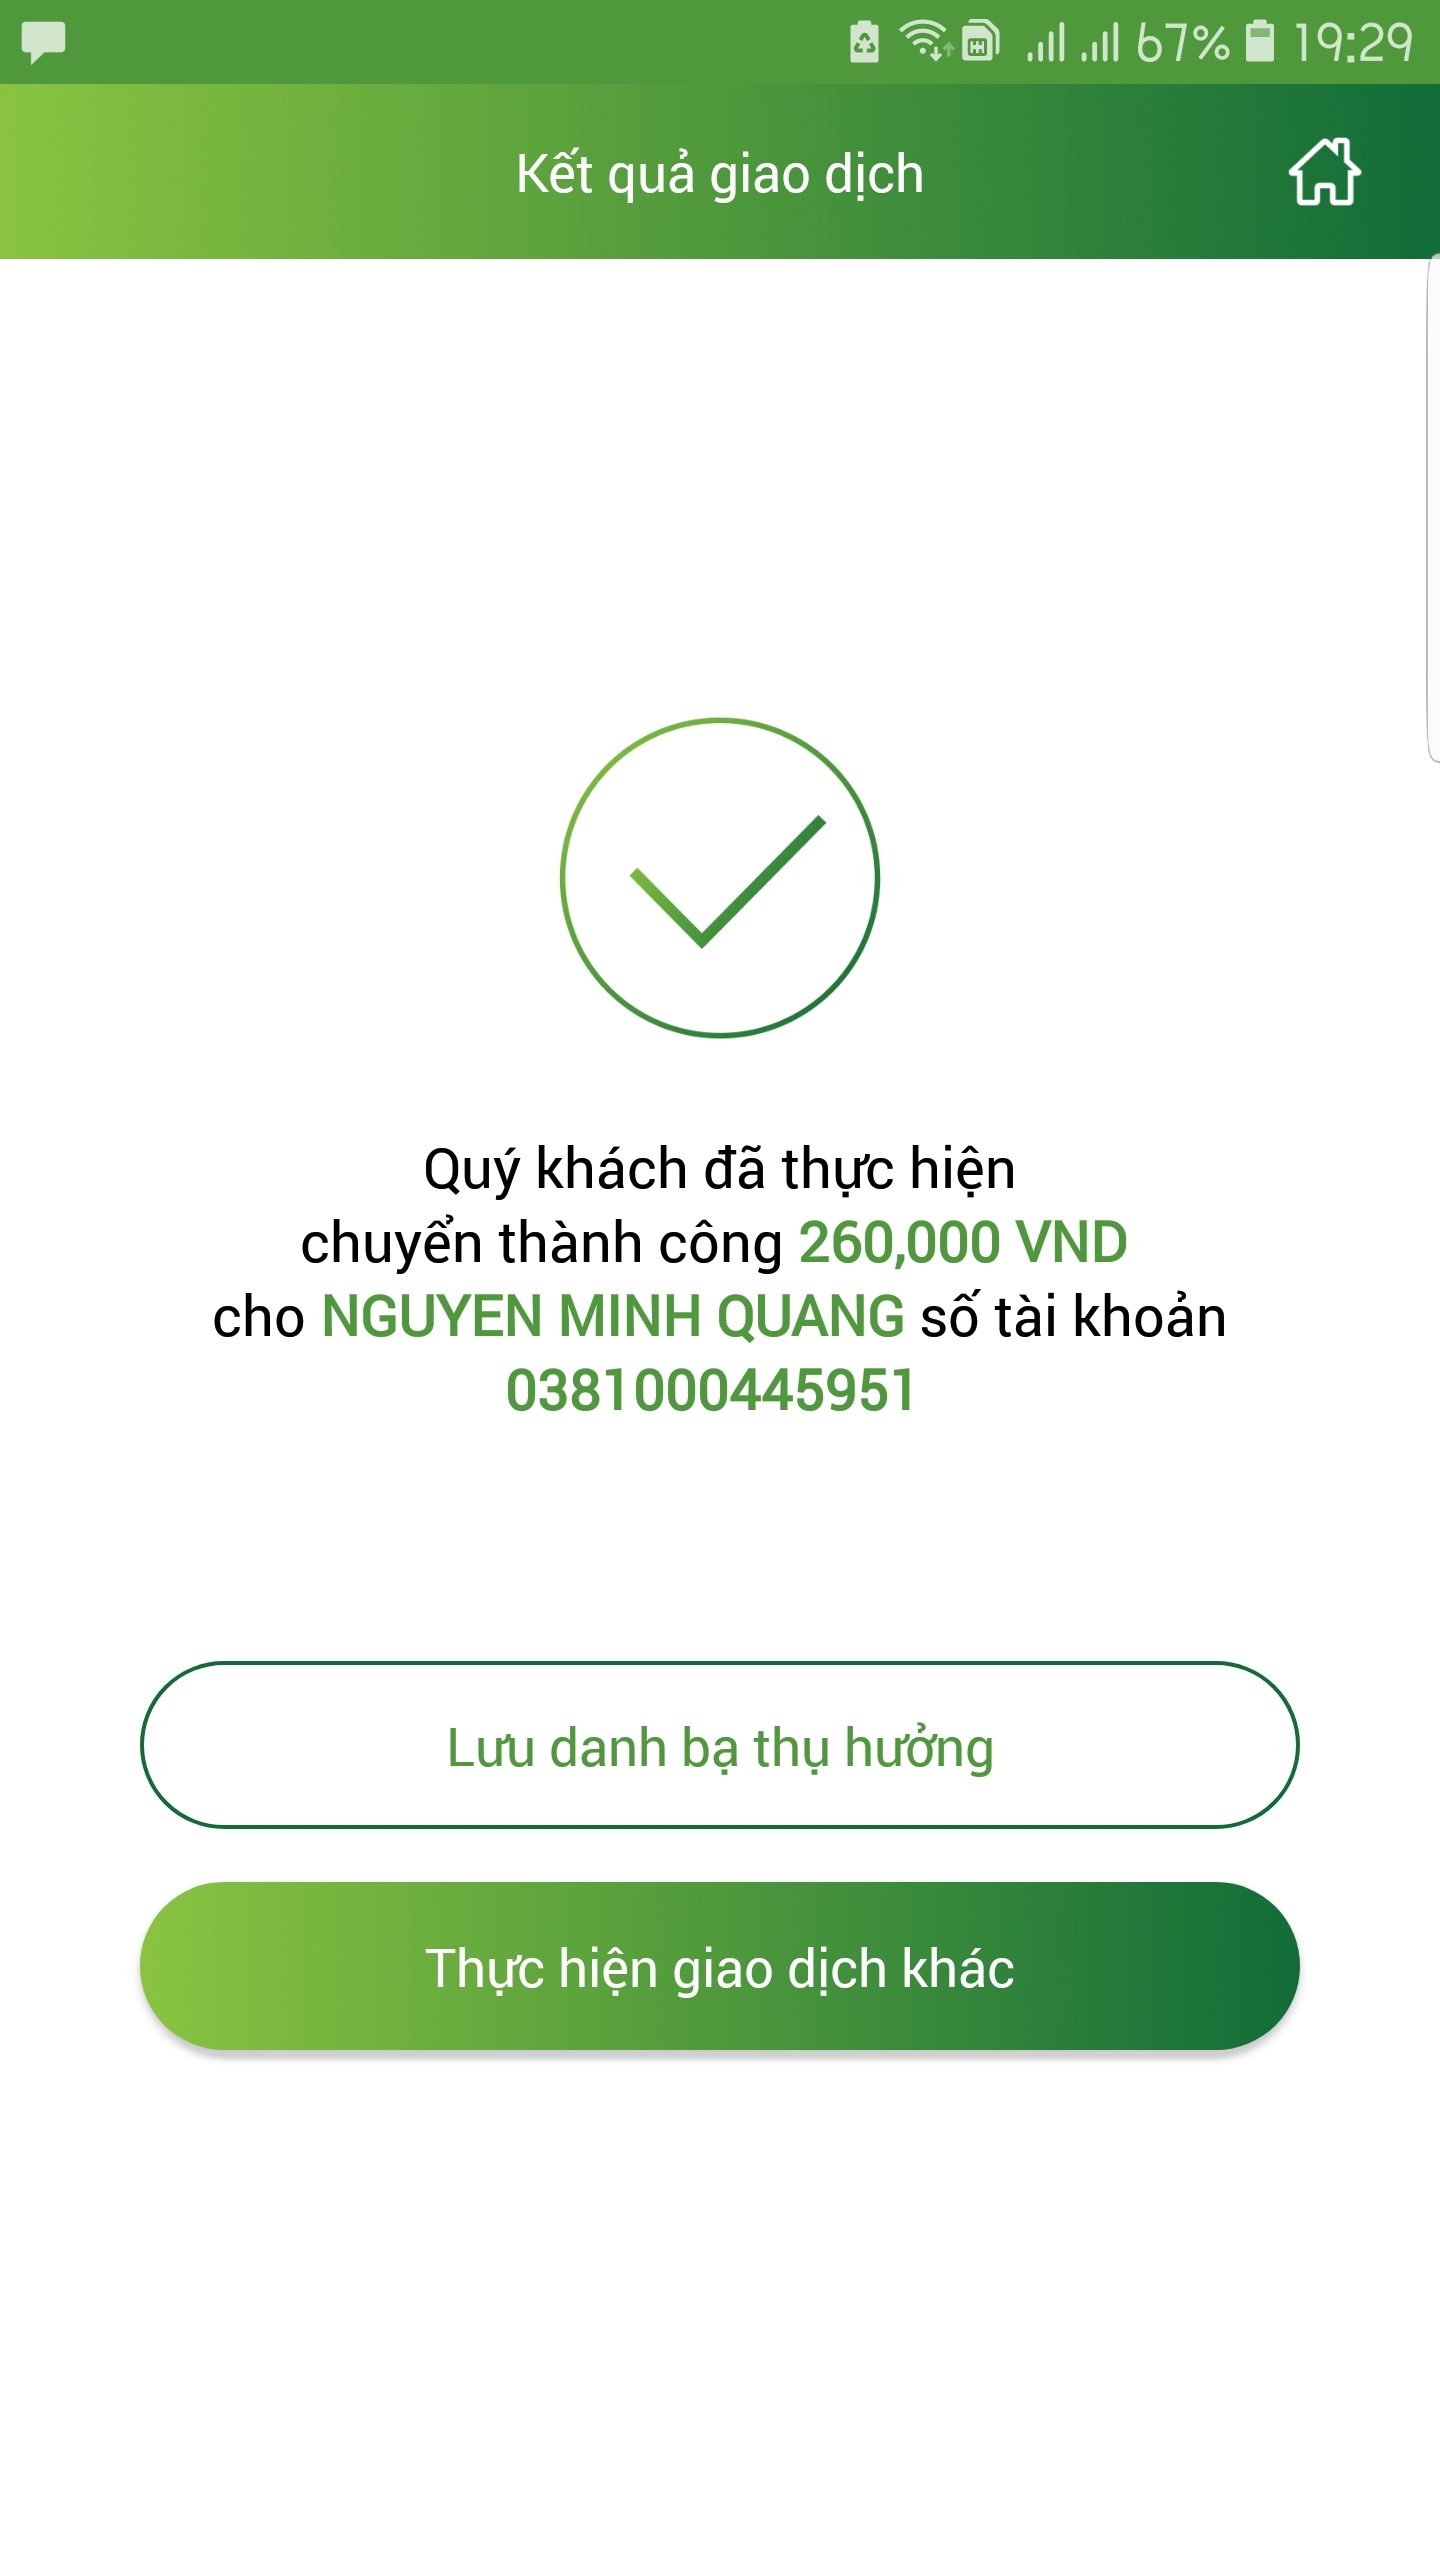 67% 19:29
Kết quả giao dịch
Quý khách đã thực hiện
chuyển thành công 260,000 VND
cho NGUYEN MINH QUANG số tài khoản
0381000445951
Lưu danh bạ thụ hưởng
Thực hiện giao dịch khác